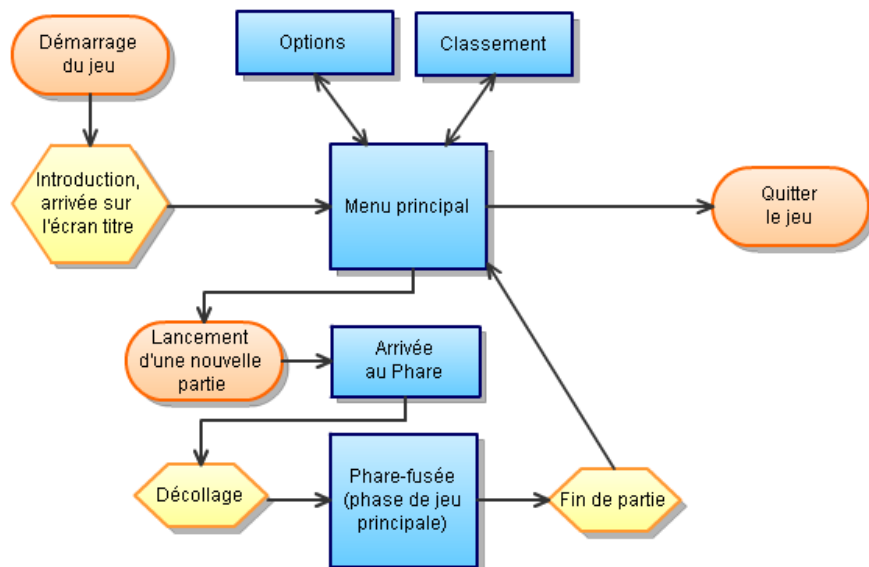 Démarrage
du jeu
Options
Classement
Introduction,
arrivée sur
l'écran titre
Menu principal
Quitter
le jeu
Lancement
d'une nouvelle
partie
Arrivée
au Phare
Décollage
Phare-fusée
(phase de jeu
principale)
Fin de partie